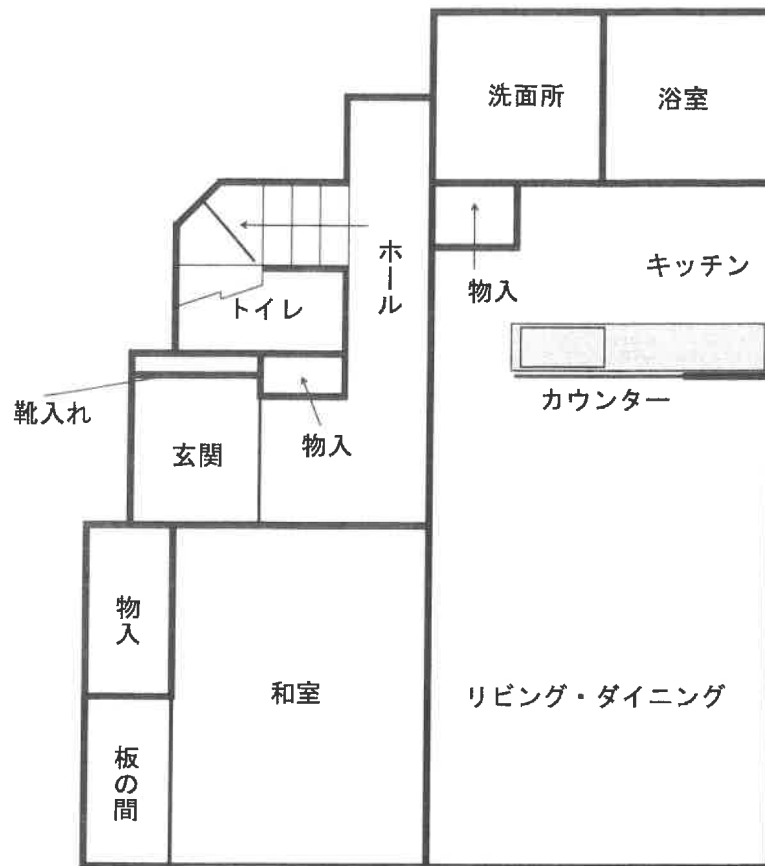 洗面所
浴室
ホール
キッチン
物入
トイレ
カウンター
靴入れ
玄関
物入
物入
和室
リビング・ダイニング
板の間